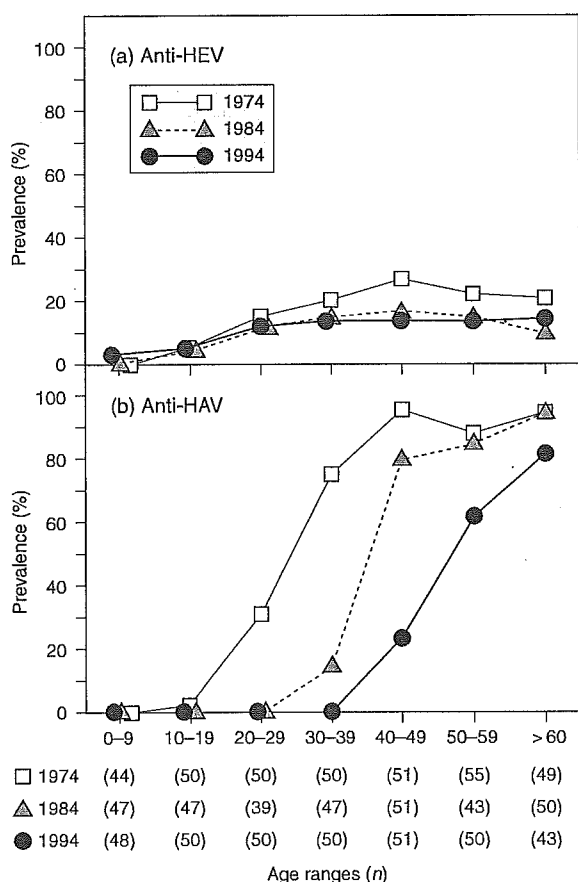 100
(a) Anti-HEV
1974
80
1984
1994
60
Prevalence (%)
40
20
0
100
(b) Anti-HAV
80
60
Prevalence (%)
40
20
0
0–9 10–19 20–29 30–39 40–49 50–59 >60
1974 (44) (50) (50) (50) (51) (55) (49)
1984 (47) (47) (39) (47) (51) (43) (50)
1994 (48) (50) (50) (50) (51) (50) (43)
Age ranges (n)